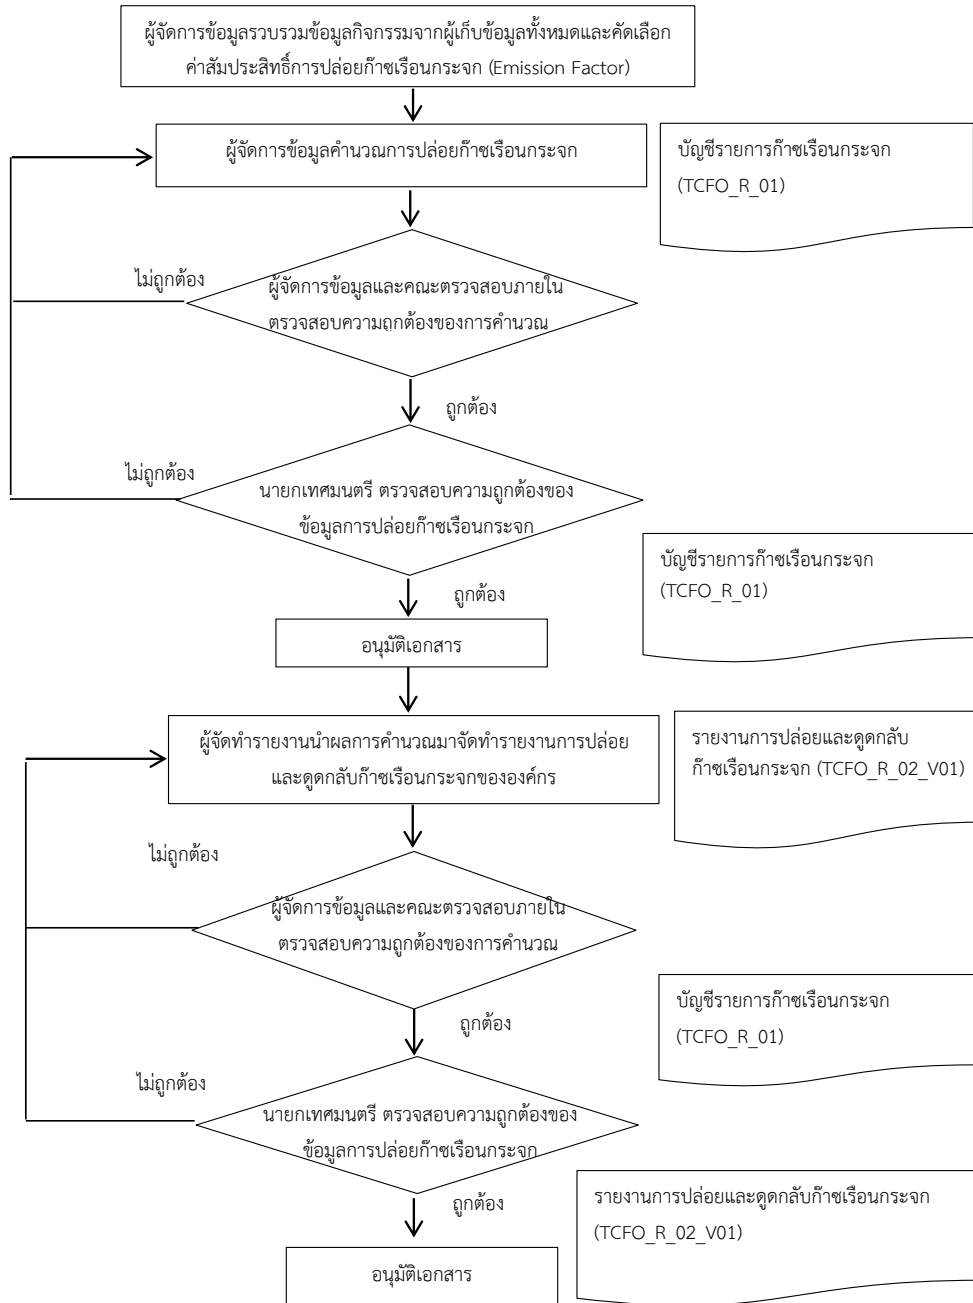 ผู้จัดการข้อมูลรวบรวมข้อมูลกิจกรรมจากผู้เก็บข้อมูลทั้งหมดและคัดเลือก
ค่าสัมประสิทธิ์การปล่อยก๊าซเรือนกระจก (Emission Factor)
ผู้จัดการข้อมูลคำนวณการปล่อยก๊าซเรือนกระจก
บัญชีรายการก๊าซเรือนกระจก
(TCFO_R_01)
ไม่ถูกต้อง
ผู้จัดการข้อมูลและคณะตรวจสอบภายใน
ตรวจสอบความถูกต้องของการคำนวณ
ถูกต้อง
ไม่ถูกต้อง
นายกเทศมนตรี ตรวจสอบความถูกต้องของ
ข้อมูลการปล่อยก๊าซเรือนกระจก
บัญชีรายการก๊าซเรือนกระจก
(TCFO_R_01)
ถูกต้อง
อนุมัติเอกสาร
ผู้จัดทำรายงานนำผลการคำนวณมาจัดทำรายงานการปล่อย
และดูดกลับก๊าซเรือนกระจกขององค์กร
รายงานการปล่อยและดูดกลับ
ก๊าซเรือนกระจก (TCFO_R_02_V01)
ไม่ถูกต้อง
ผู้จัดการข้อมูลและคณะตรวจสอบภายใน
ตรวจสอบความถูกต้องของการคำนวณ
บัญชีรายการก๊าซเรือนกระจก
(TCFO_R_01)
ถูกต้อง
ไม่ถูกต้อง
นายกเทศมนตรี ตรวจสอบความถูกต้องของ
ข้อมูลการปล่อยก๊าซเรือนกระจก
ถูกต้อง
รายงานการปล่อยและดูดกลับก๊าซเรือนกระจก
(TCFO_R_02_V01)
อนุมัติเอกสาร